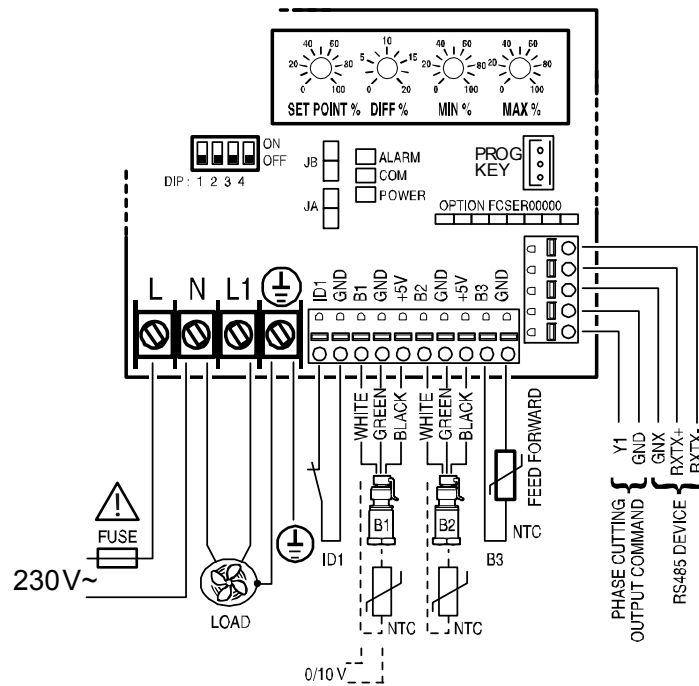 40 60
20 80
0 100
SET POINT %
10
5 15
0 20
DIFF %
40 60
20 80
0 100
MIN %
40 60
20 80
0 100
MAX %
ON
OFF
DIP: 1 2 3 4
JB
JA
ALARM
COM
POWER
PROG
KEY
OPTION FCSER00000
L N L1
ID1
GND
B1
GND
+5V
B2
GND
+5V
B3
GND
WHITE
GREEN
BLACK
WHITE
GREEN
BLACK
FEED FORWARD
Y1
GND
GNX
RXTX+
RXTX-
PHASE CUTTING
OUTPUT COMMAND
RS485 DEVICE
FUSE
230V~
LOAD
ID1
B1
B2
B3
NTC
NTC
NTC
0/10 V